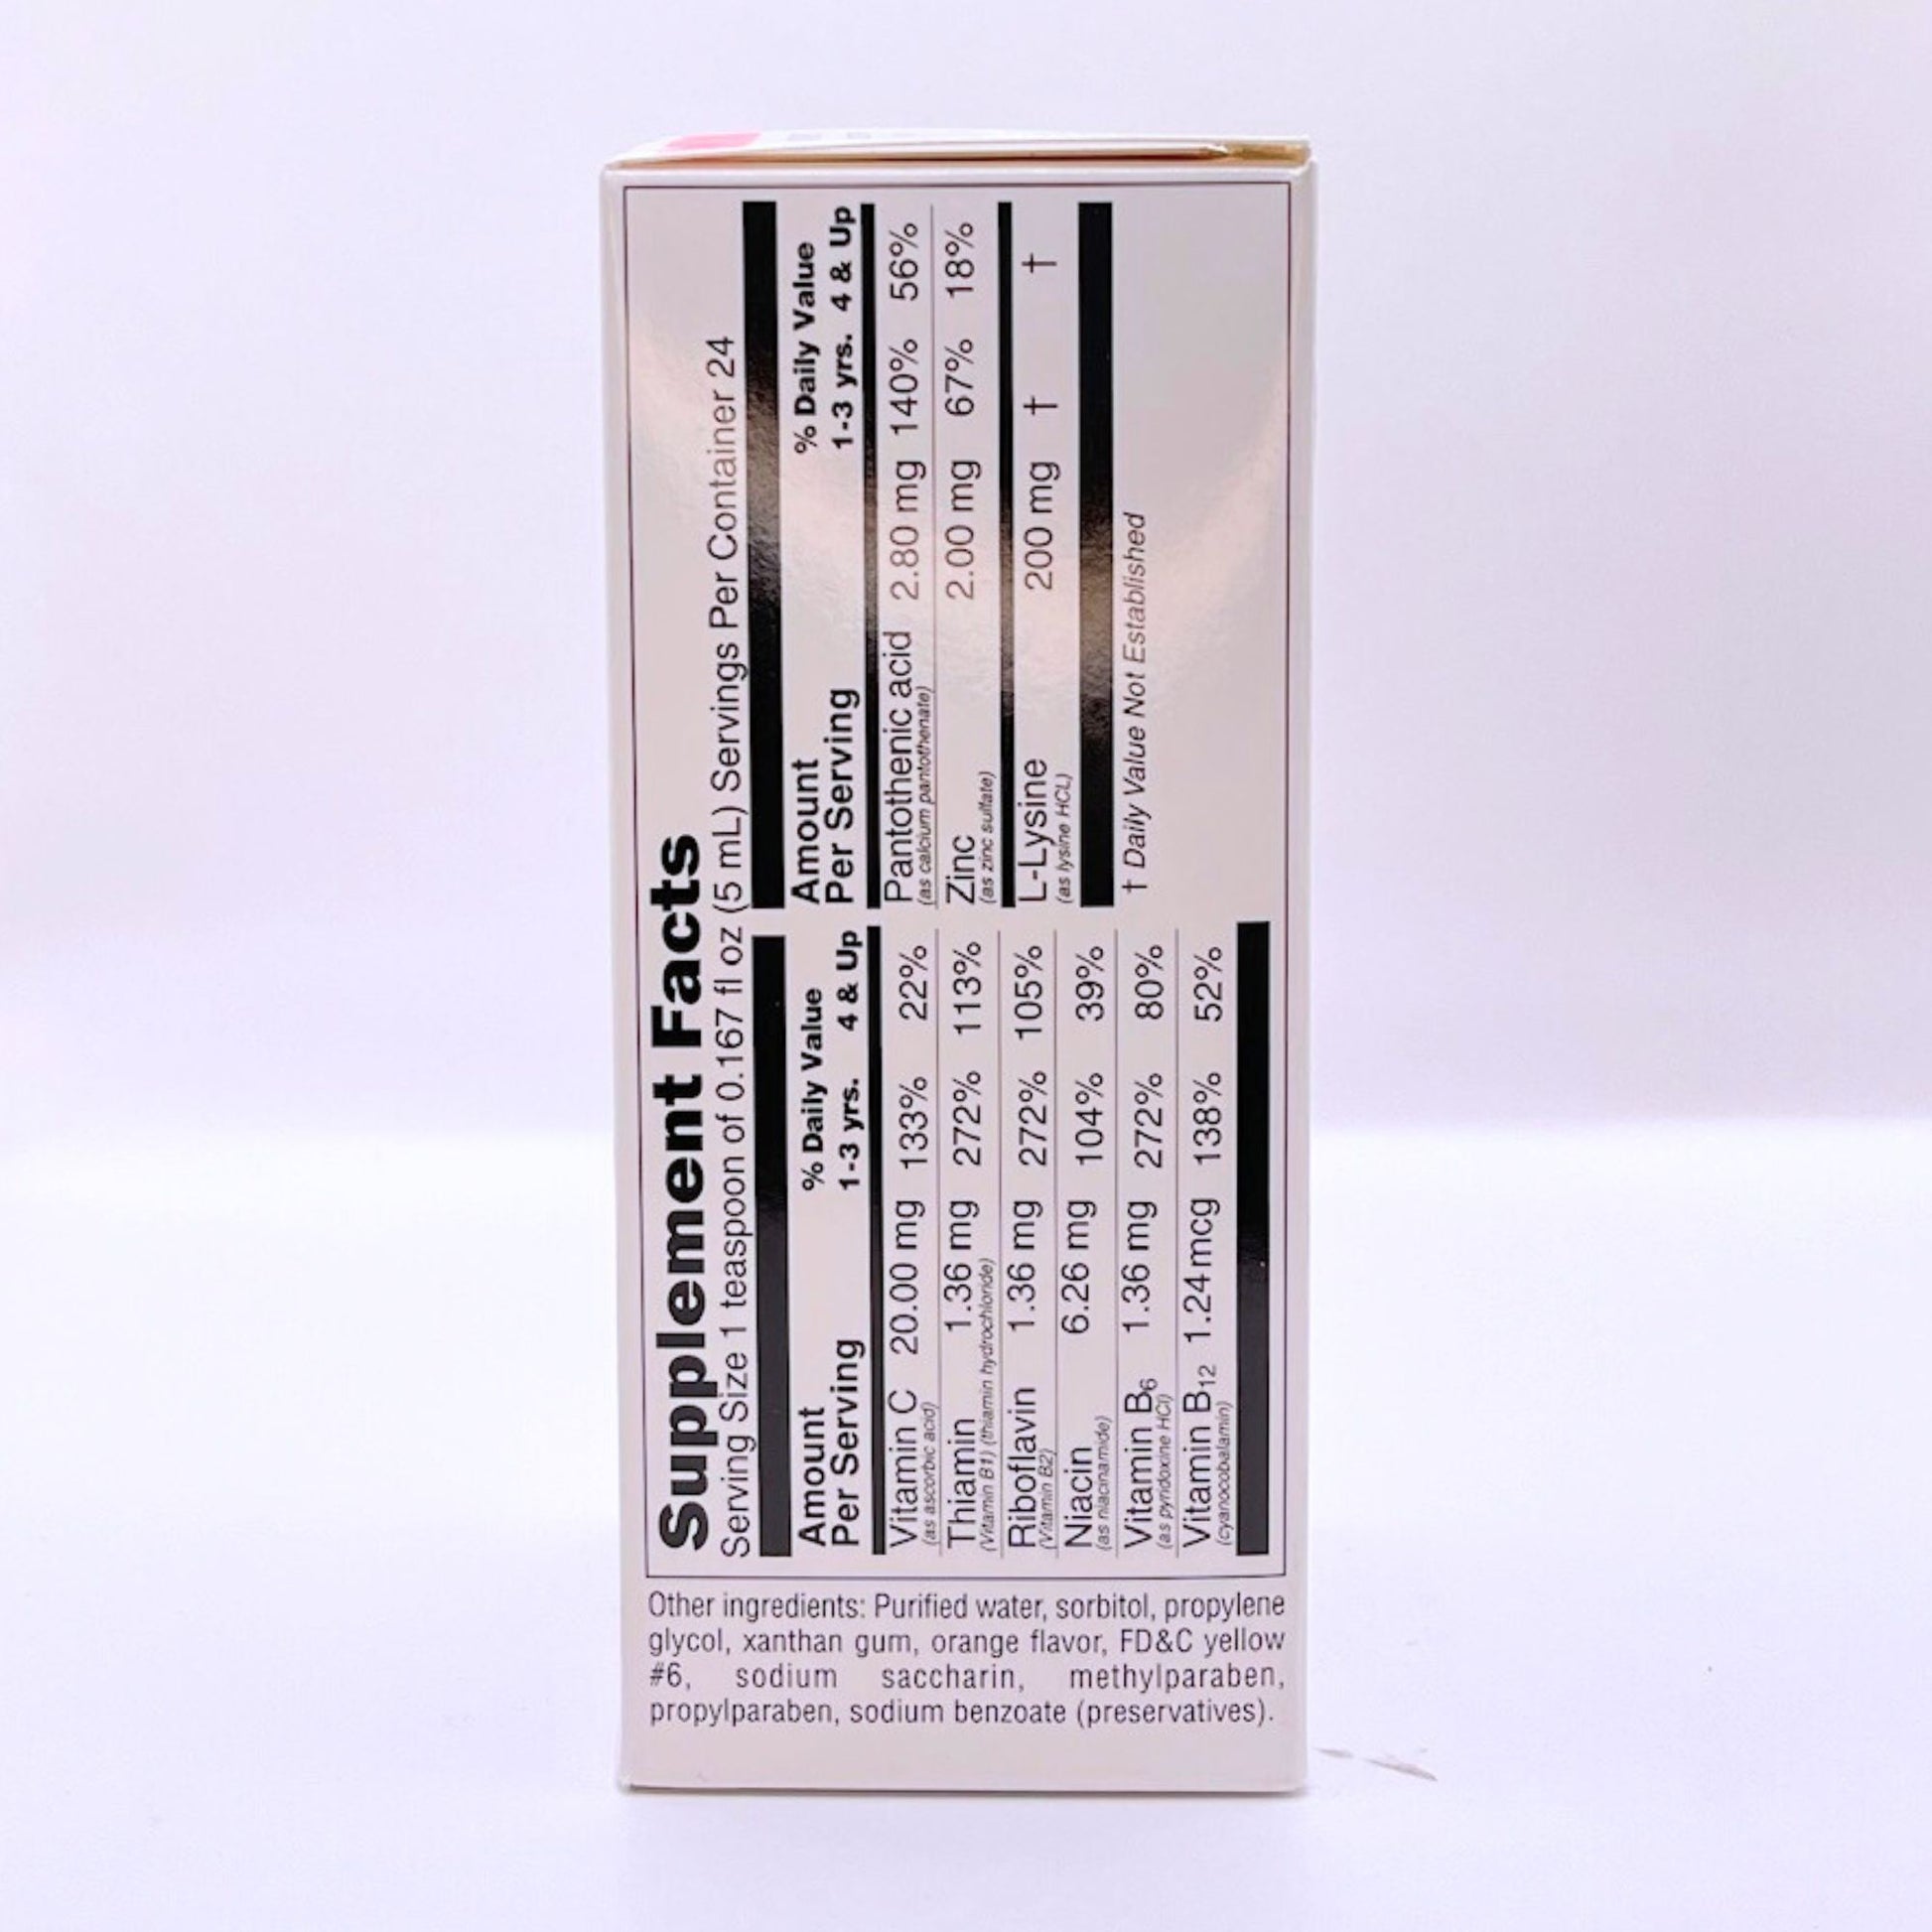 Supplement Facts
Serving Size 1 teaspoon of 0.167 fl oz (5 mL) Servings Per Container 24
Amount
Per Serving
% Daily Value
1-3 yrs. 4 & Up
Vitamin C 20.00 mg 133% 22%
(as ascorbic acid)
Thiamin 1.36 mg 272% 113%
(Vitamin B1) (thiamin hydrochloride)
Riboflavin 1.36 mg 272% 105%
(Vitamin B2)
Niacin 6.26 mg 104% 39%
(as niacinamide)
Vitamin B6 1.36 mg 272% 80%
(as pyridoxine HCl)
Vitamin B12 1.24mcg 138% 52%
(cyanocobalamin)
Amount
Per Serving
% Daily Value
1-3 yrs. 4 & Up
Pantothenic acid 2.80 mg 140% 56%
(as calcium pantothenate)
Zinc 2.00 mg 67% 18%
(as zinc sulfate)
L-Lysine 200 mg † †
(as lysine HCL)
† Daily Value Not Established
Other ingredients: Purified water, sorbitol, propylene
glycol, xanthan gum, orange flavor, FD&C yellow
#6, sodium saccharin, methylparaben,
propylparaben, sodium benzoate (preservatives).